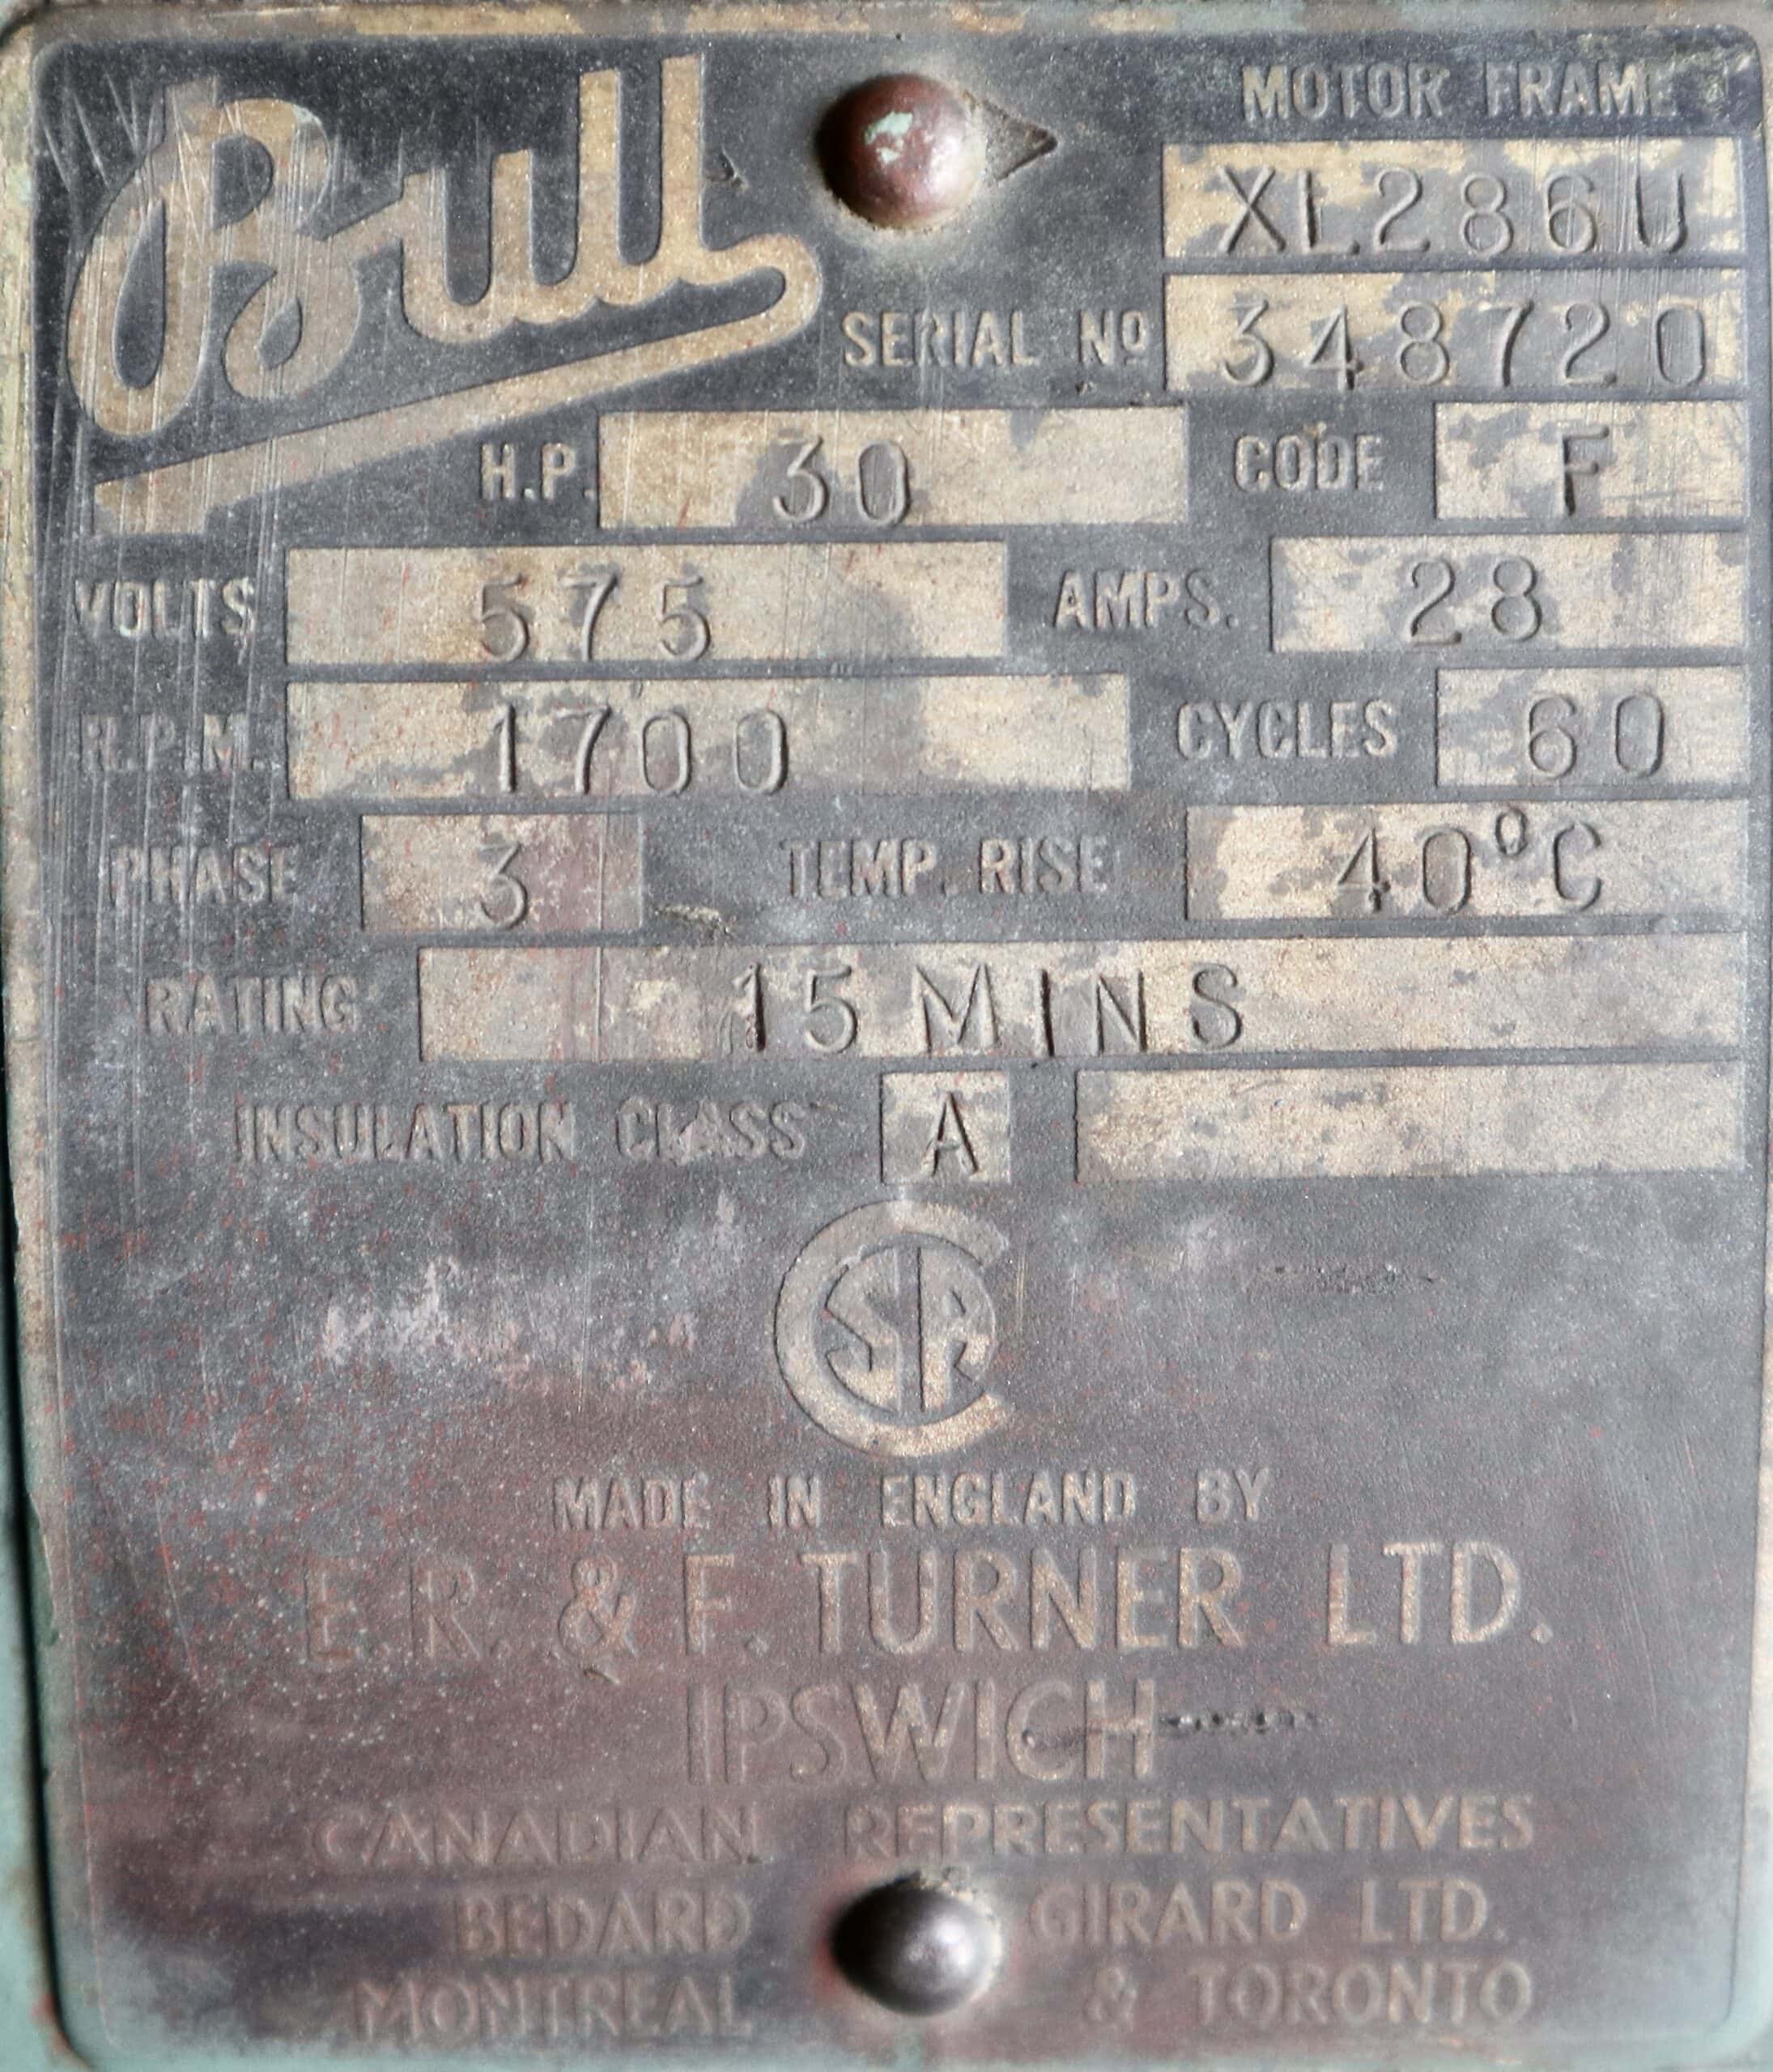 Bull
MOTOR FRAME
XL286U
SERIAL No 348720
H.P. 30 CODE F
VOLTS 575 AMPS. 28
R.P.M. 1700 CYCLES 60
PHASE 3 TEMP. RISE 40°C
RATING 15 MINS
INSULATION CLASS A
CSA
MADE IN ENGLAND BY
E.R. & F. TURNER LTD.
IPSWICH
CANADIAN REPRESENTATIVES
BEDARD GIRARD LTD.
MONTREAL & TORONTO